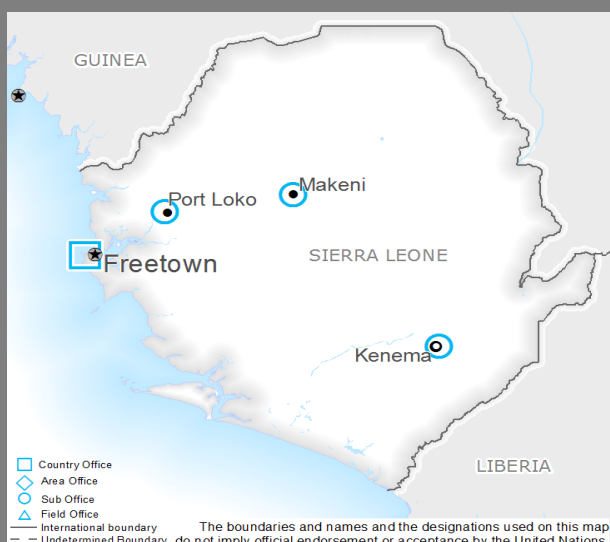 GUINEA
Makeni
Port Loko
SIERRA LEONE
Freetown
Kenema
LIBERIA
Country Office
Area Office
Sub Office
Field Office
International boundary
Undetermined Boundary
The boundaries and names and the designations used on this map
do not imply official endorsement or acceptance by the United Nations